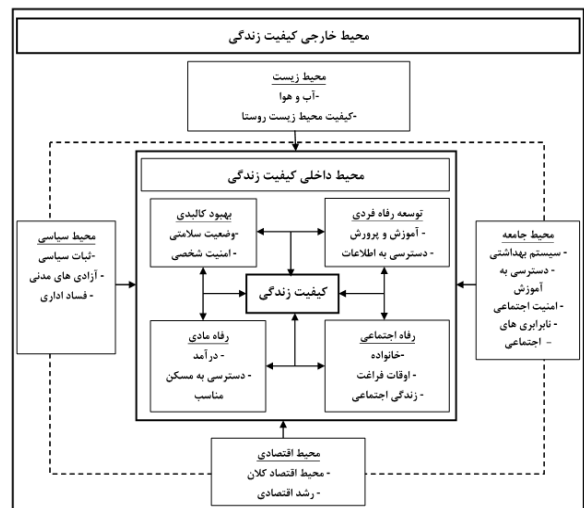 محیط خارجی کیفیت زندگی
محیط زیست
-آب و هوا
-کیفیت محیط زیست روستا
محیط داخلی کیفیت زندگی
توسعه رفاه فردی
- آموزش و پرورش
- دسترسی به اطلاعات
بهبود کالبدی
-وضعیت سلامتی
- امنیت شخصی
کیفیت زندگی
رفاه اجتماعی
-خانواده
- اوقات فراغت
- زندگی اجتماعی
رفاه مادی
- درآمد
- دسترسی به مسکن
مناسب
محیط جامعه
- سیستم بهداشتی
- دسترسی به
آموزش
- امنیت اجتماعی
- نابرابری های
- اجتماعی
محیط سیاسی
-ثبات سیاسی
- آزادی های مدنی
- فساد اداری
محیط اقتصادی
- محیط اقتصاد کلان
- رشد اقتصادی